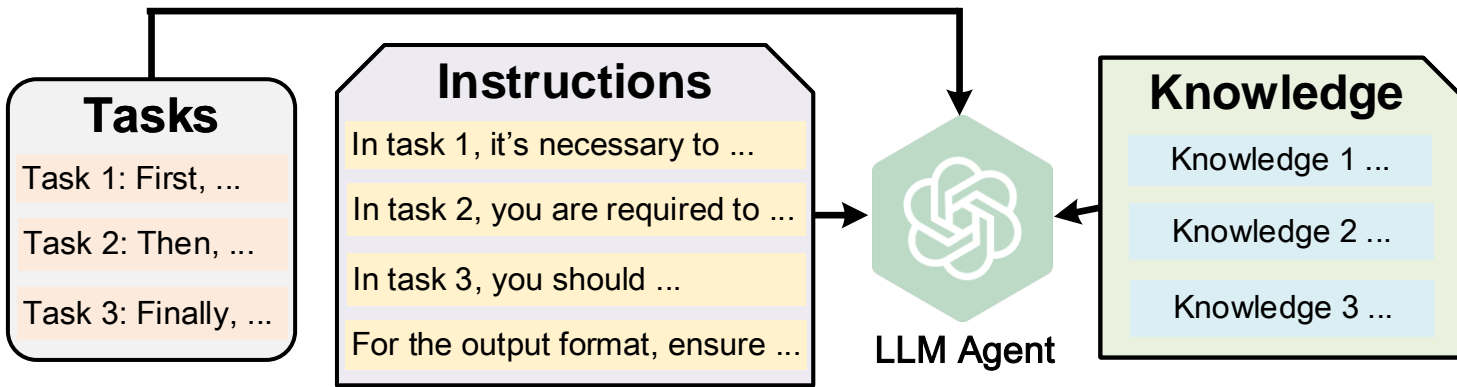 Tasks
Task 1: First, ...
Task 2: Then, ...
Task 3: Finally, ...
Instructions
In task 1, it’s necessary to ...
In task 2, you are required to ...
In task 3, you should ...
For the output format, ensure ...
LLM Agent
Knowledge
Knowledge 1 ...
Knowledge 2 ...
Knowledge 3 ...